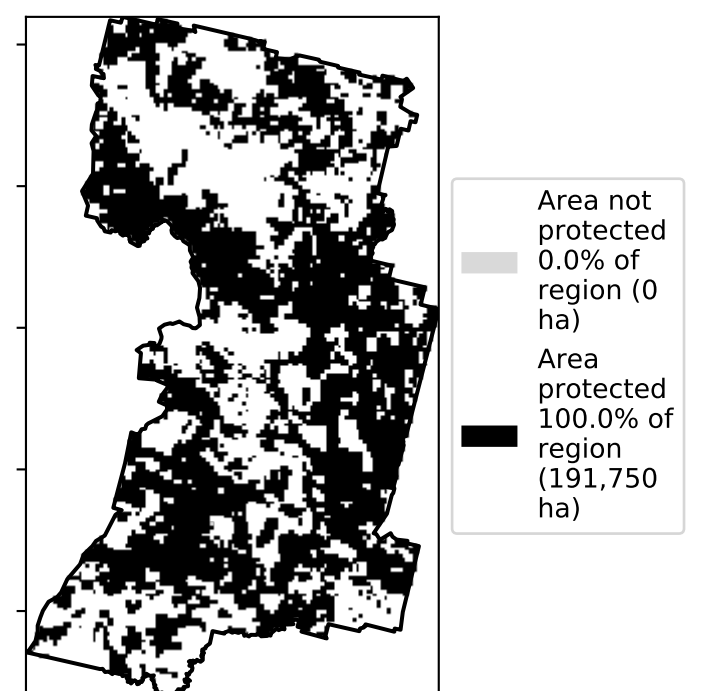 Area not
protected
0.0% of
region (0
ha)
Area
protected
100.0% of
region
(191,750
ha)